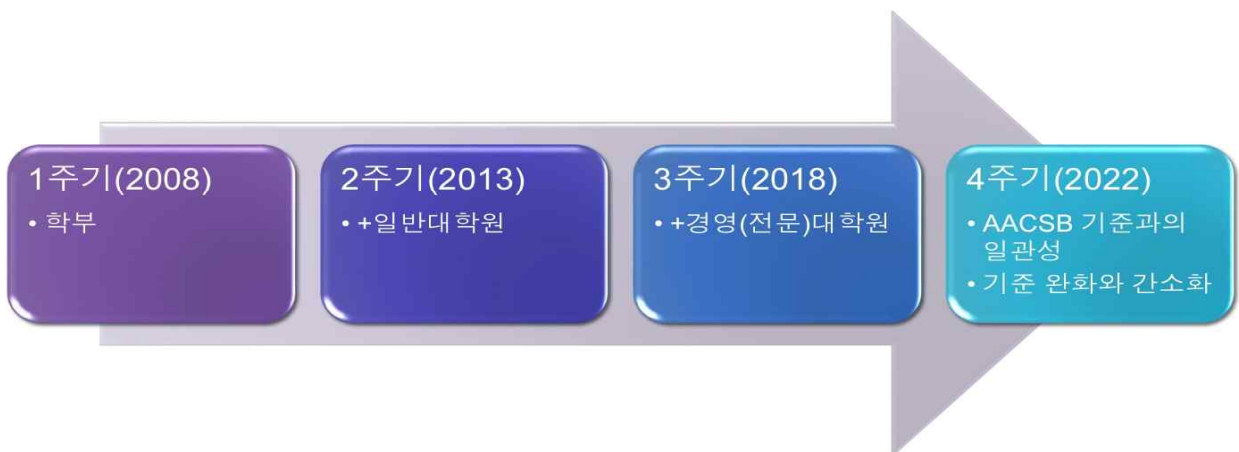 1주기(2008)
• 학부
2주기(2013)
• +일반대학원
3주기(2018)
• +경영(전문)대학원
4주기(2022)
• AACSB 기준과의
일관성
• 기준 완화와 간소화